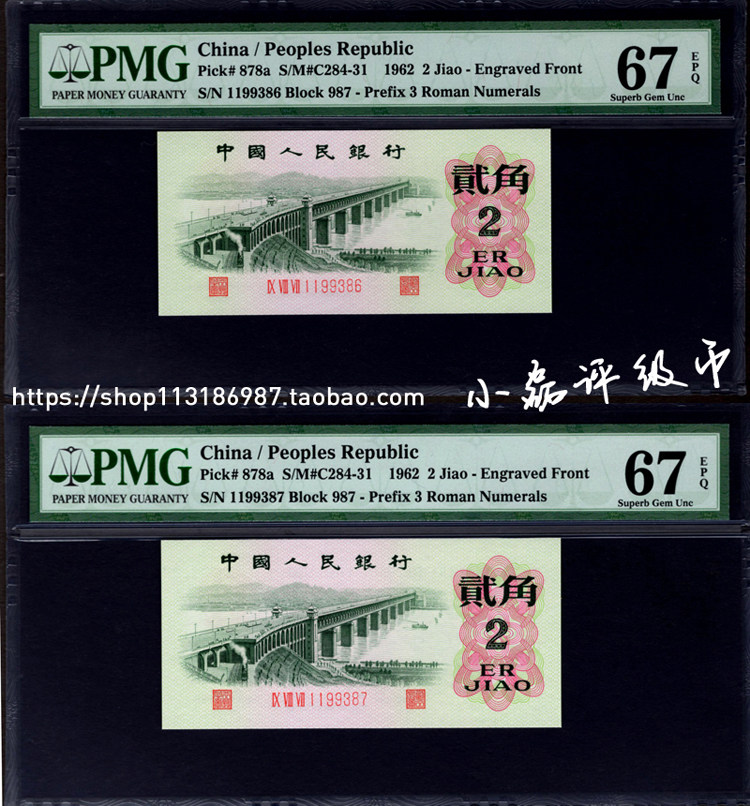 PMG
PAPER MONEY GUARANTY
China / Peoples Republic
Pick# 878a S/M#C284-31 1962 2 Jiao - Engraved Front
S/N 1199386 Block 987 - Prefix 3 Roman Numerals
67
EPQ
Superb Gem Unc
中國人民銀行
貳角
2
ER
JIAO
Ⅸ Ⅷ Ⅶ 1199386
小磊评级币
https://shop113186987.taobao.com
PMG
PAPER MONEY GUARANTY
China / Peoples Republic
Pick# 878a S/M#C284-31 1962 2 Jiao - Engraved Front
S/N 1199387 Block 987 - Prefix 3 Roman Numerals
67
EPQ
Superb Gem Unc
中國人民銀行
貳角
2
ER
JIAO
Ⅸ Ⅷ Ⅶ 1199387